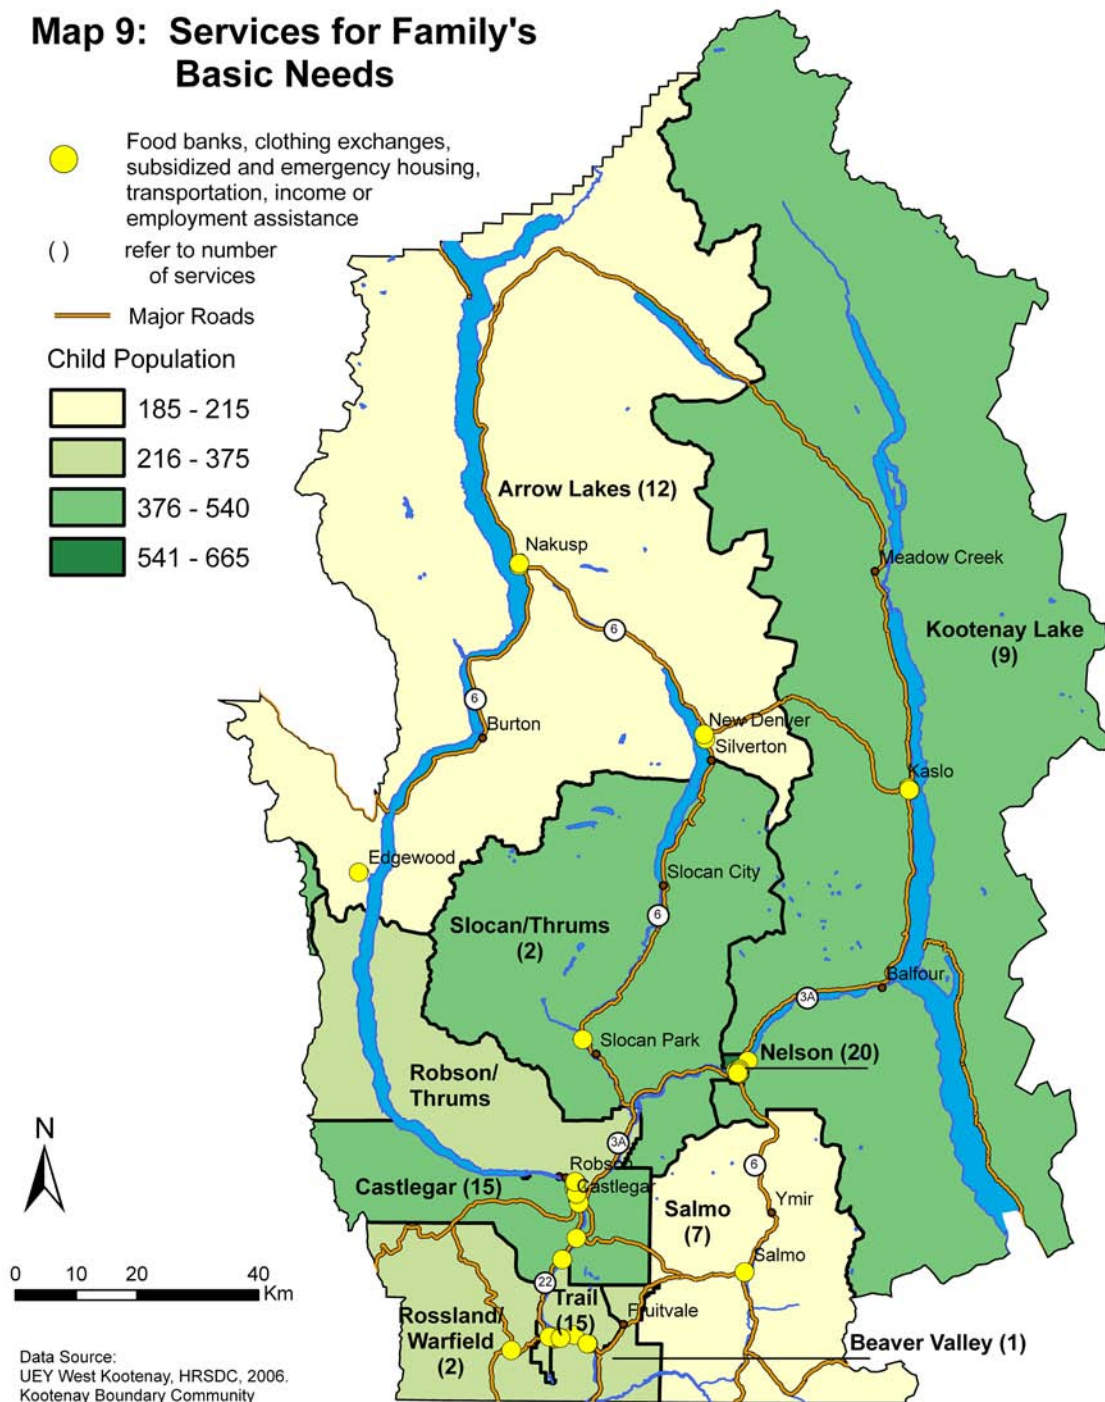 Map 9:  Services for Family's
Basic Needs
Food banks, clothing exchanges,
subsidized and emergency housing,
transportation, income or
employment assistance
( ) refer to number
of services
Major Roads
Child Population
185 - 215
216 - 375
376 - 540
541 - 665
Arrow Lakes (12)
Nakusp
Meadow Creek
6
Kootenay Lake
(9)
6
Burton
New Denver
Silverton
Kaslo
Edgewood
Slocan City
6
Slocan/Thrums
(2)
Balfour
3A
Slocan Park
Nelson (20)
Robson/
Thrums
3A
6
Robson
Castlegar
Castlegar (15)
Salmo
(7)
Ymir
Salmo
22
Trail
(15)
Fruitvale
Rossland/
Warfield
(2)
Beaver Valley (1)
N
0 10 20 40
Km
Data Source:
UEY West Kootenay, HRSDC, 2006.
Kootenay Boundary Community